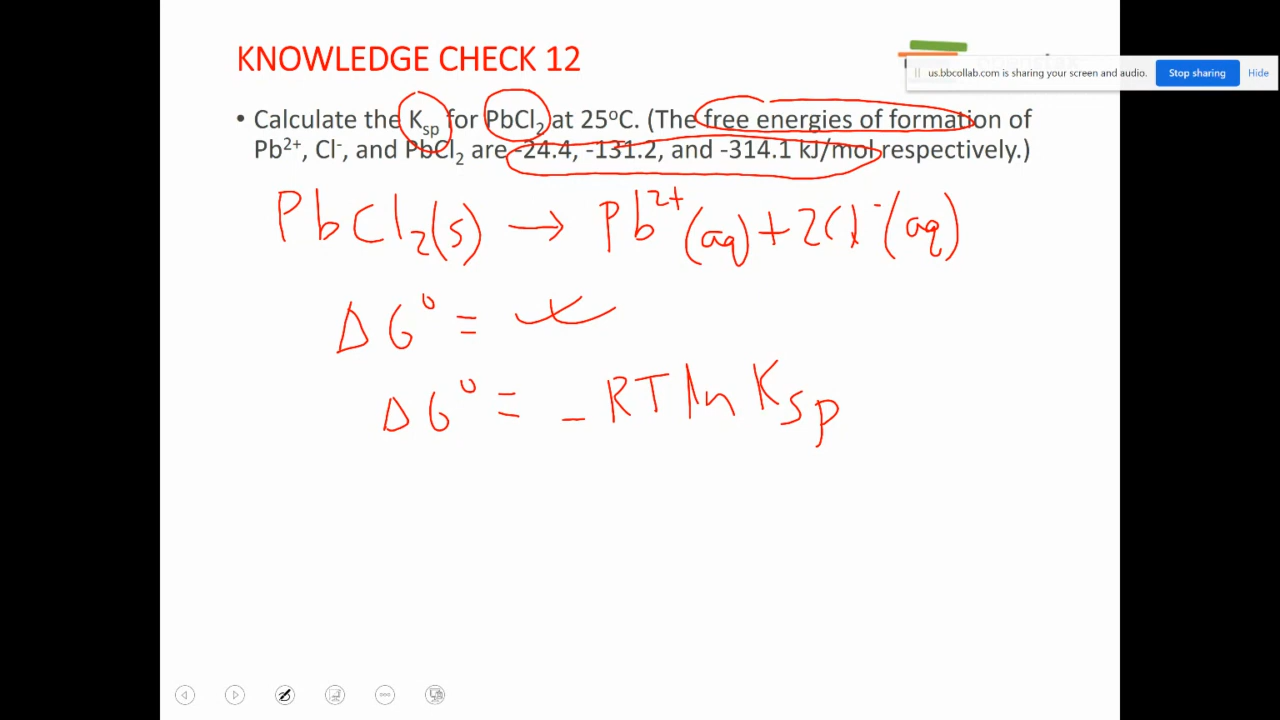 KNOWLEDGE CHECK 12
us.bbcollab.com is sharing your screen and audio. Stop sharing Hide
• Calculate the Ksp for PbCl₂ at 25°C. (The free energies of formation of
Pb²⁺, Cl⁻, and PbCl₂ are -24.4, -131.2, and -314.1 kJ/mol respectively.)
PbCl₂(s) → Pb²⁺(aq) + 2Cl⁻(aq)
ΔG° =
ΔG° = -RT ln Ksp